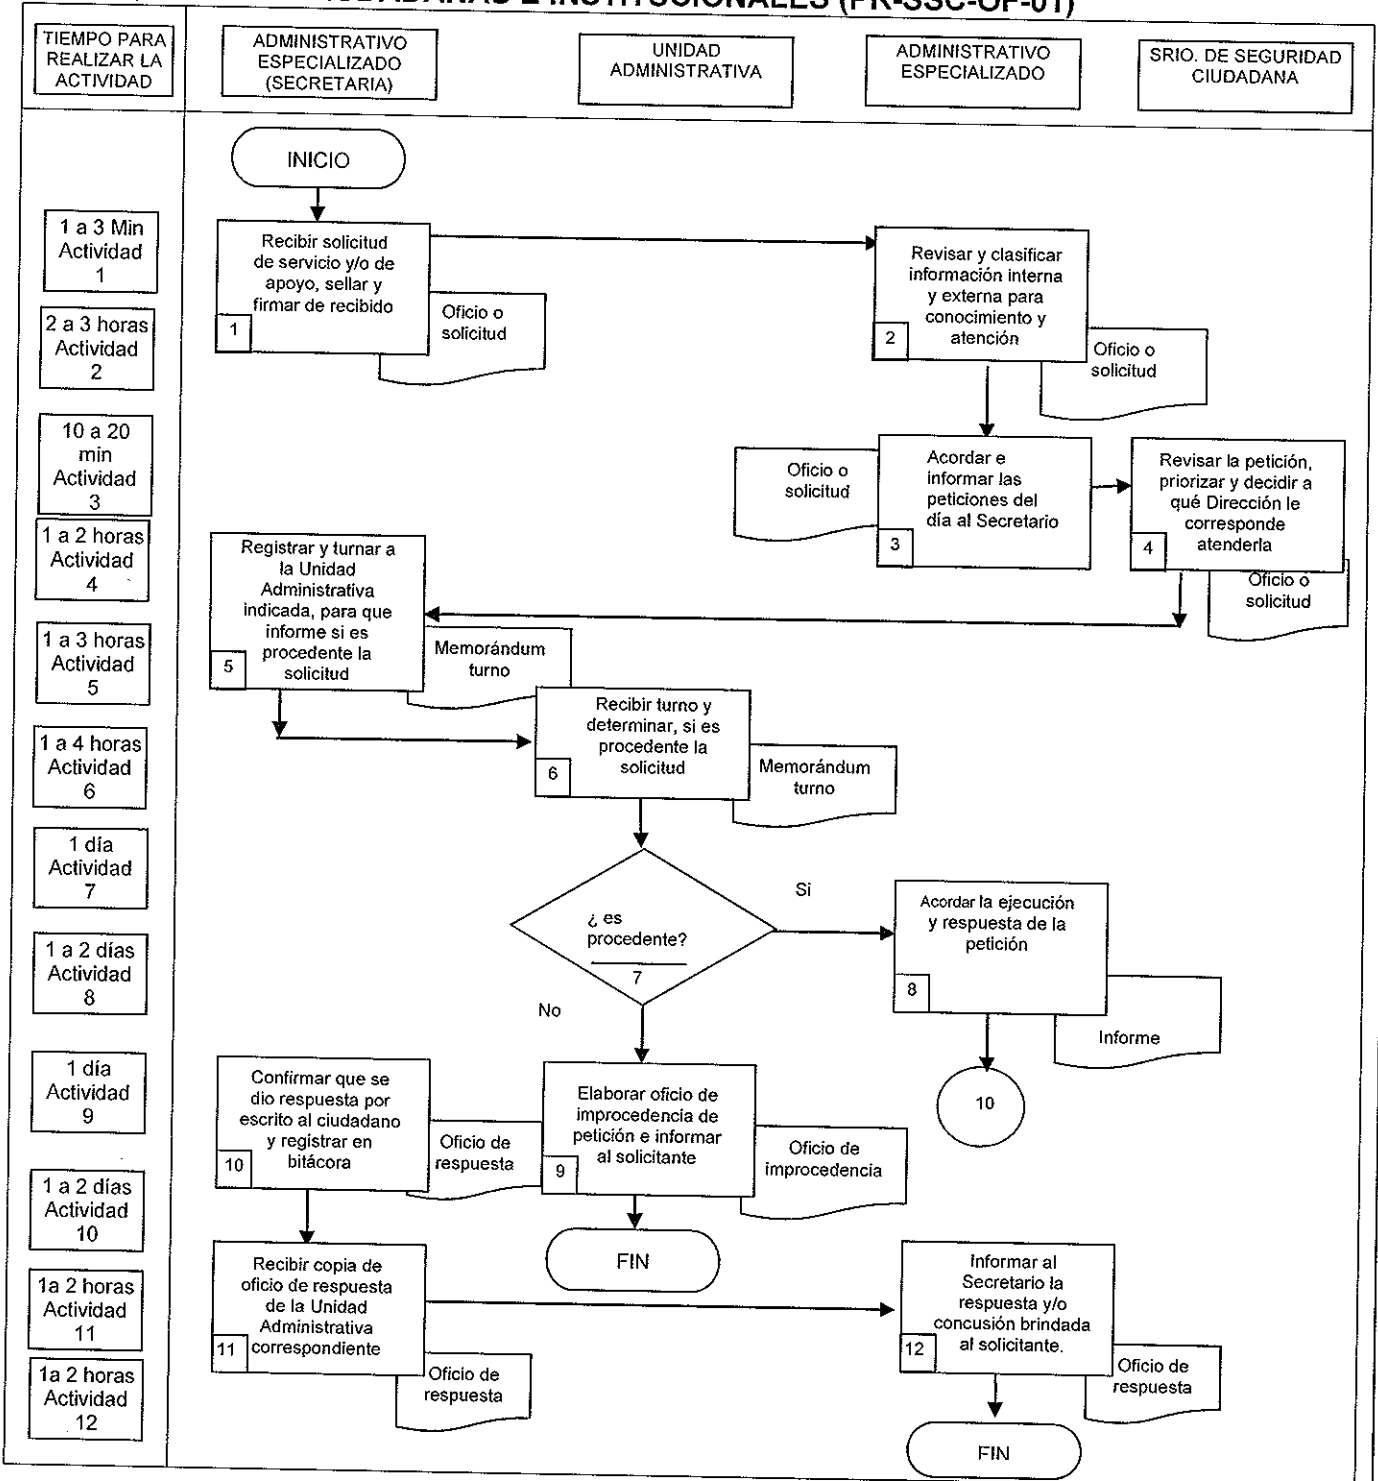 CIUDADANAS E INSTITUCIONALES (PR-SSC-OF-01)
TIEMPO PARA
REALIZAR LA
ACTIVIDAD
ADMINISTRATIVO
ESPECIALIZADO
(SECRETARIA)
UNIDAD
ADMINISTRATIVA
ADMINISTRATIVO
ESPECIALIZADO
SRIO. DE SEGURIDAD
CIUDADANA
INICIO
1 a 3 Min
Actividad
1
Recibir solicitud
de servicio y/o de
apoyo, sellar y
firmar de recibido
1
Oficio o
solicitud
Revisar y clasificar
información interna
y externa para
conocimiento y
atención
2
Oficio o
solicitud
2 a 3 horas
Actividad
2
10 a 20
min
Actividad
3
Oficio o
solicitud
Acordar e
informar las
peticiones del
día al Secretario
3
Revisar la petición,
priorizar y decidir a
qué Dirección le
corresponde
atenderla
4
Oficio o
solicitud
1 a 2 horas
Actividad
4
Registrar y turnar a
la Unidad
Administrativa
indicada, para que
informe si es
procedente la
solicitud
5
Memorándum
turno
1 a 3 horas
Actividad
5
Recibir turno y
determinar, si es
procedente la
solicitud
6
Memorándum
turno
1 a 4 horas
Actividad
6
1 día
Actividad
7
¿ es
procedente?
7
Si
No
Acordar la ejecución
y respuesta de la
petición
8
Informe
10
1 a 2 días
Actividad
8
1 día
Actividad
9
Confirmar que se
dio respuesta por
escrito al ciudadano
y registrar en
bitácora
10
Oficio de
respuesta
Elaborar oficio de
improcedencia de
petición e informar
al solicitante
9
Oficio de
improcedencia
FIN
1 a 2 días
Actividad
10
1a 2 horas
Actividad
11
Recibir copia de
oficio de respuesta
de la Unidad
Administrativa
correspondiente
11
Oficio de
respuesta
Informar al
Secretario la
respuesta y/o
concusión brindada
al solicitante.
12
Oficio de
respuesta
1a 2 horas
Actividad
12
FIN